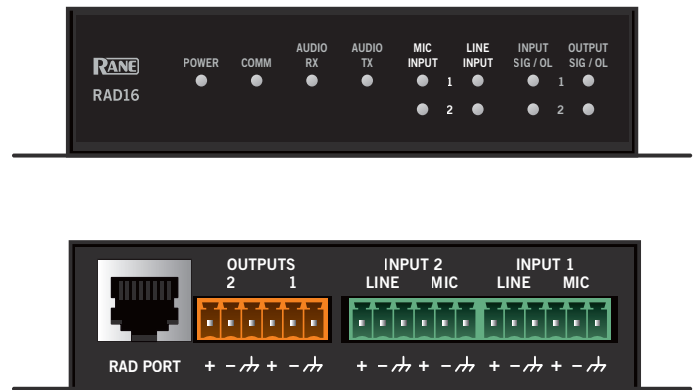 AUDIO AUDIO MIC LINE INPUT OUTPUT
RANE POWER COMM RX TX INPUT INPUT SIG / OL SIG / OL
RAD16 1 1
2 2
OUTPUTS INPUT 2 INPUT 1
2 1 LINE MIC LINE MIC
RAD PORT + - + - + - + - + - + -